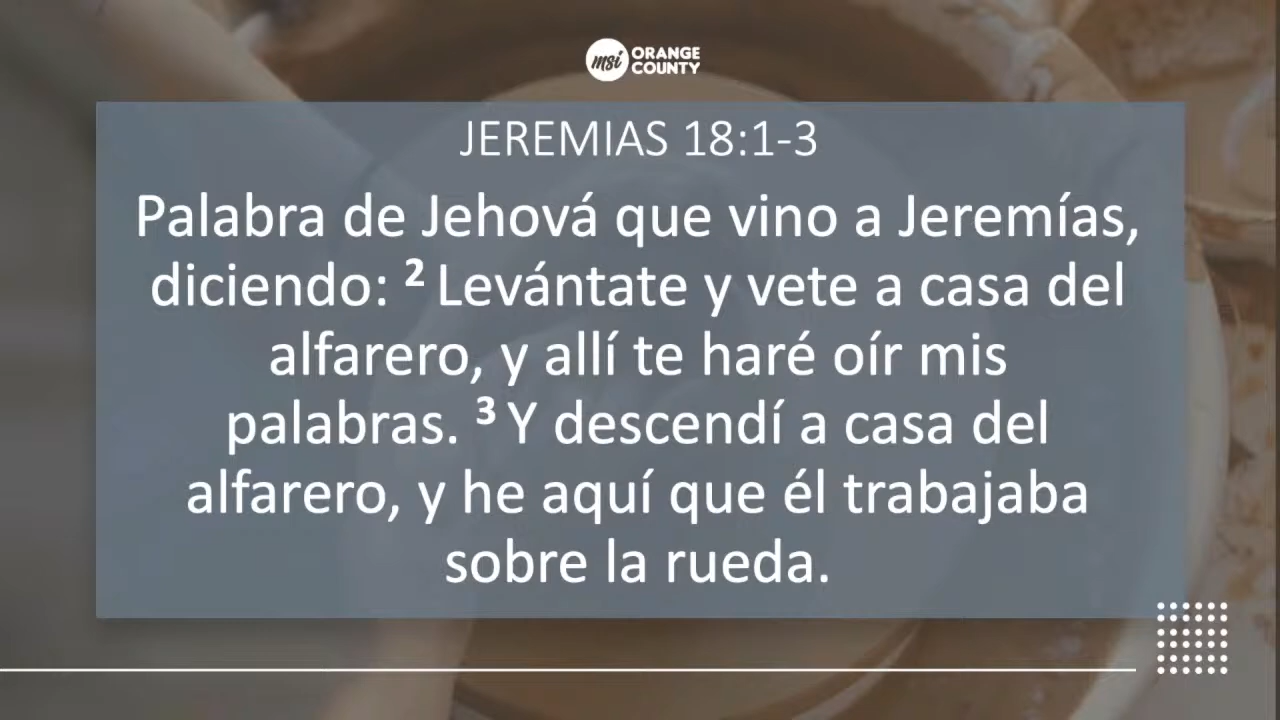 msi ORANGE
COUNTY
JEREMIAS 18:1-3
Palabra de Jehová que vino a Jeremías,
diciendo: ² Levántate y vete a casa del
alfarero, y allí te haré oír mis
palabras. ³ Y descendí a casa del
alfarero, y he aquí que él trabajaba
sobre la rueda.